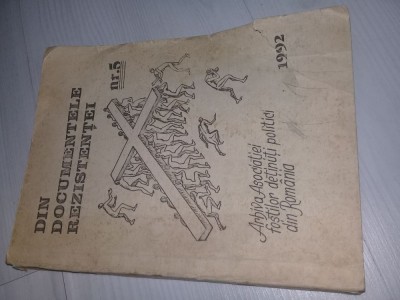 DIN
DOCUMENTELE
REZISTENȚEI
nr.5
Arhiva Asociației
foștilor deținuți politici
din România
1992